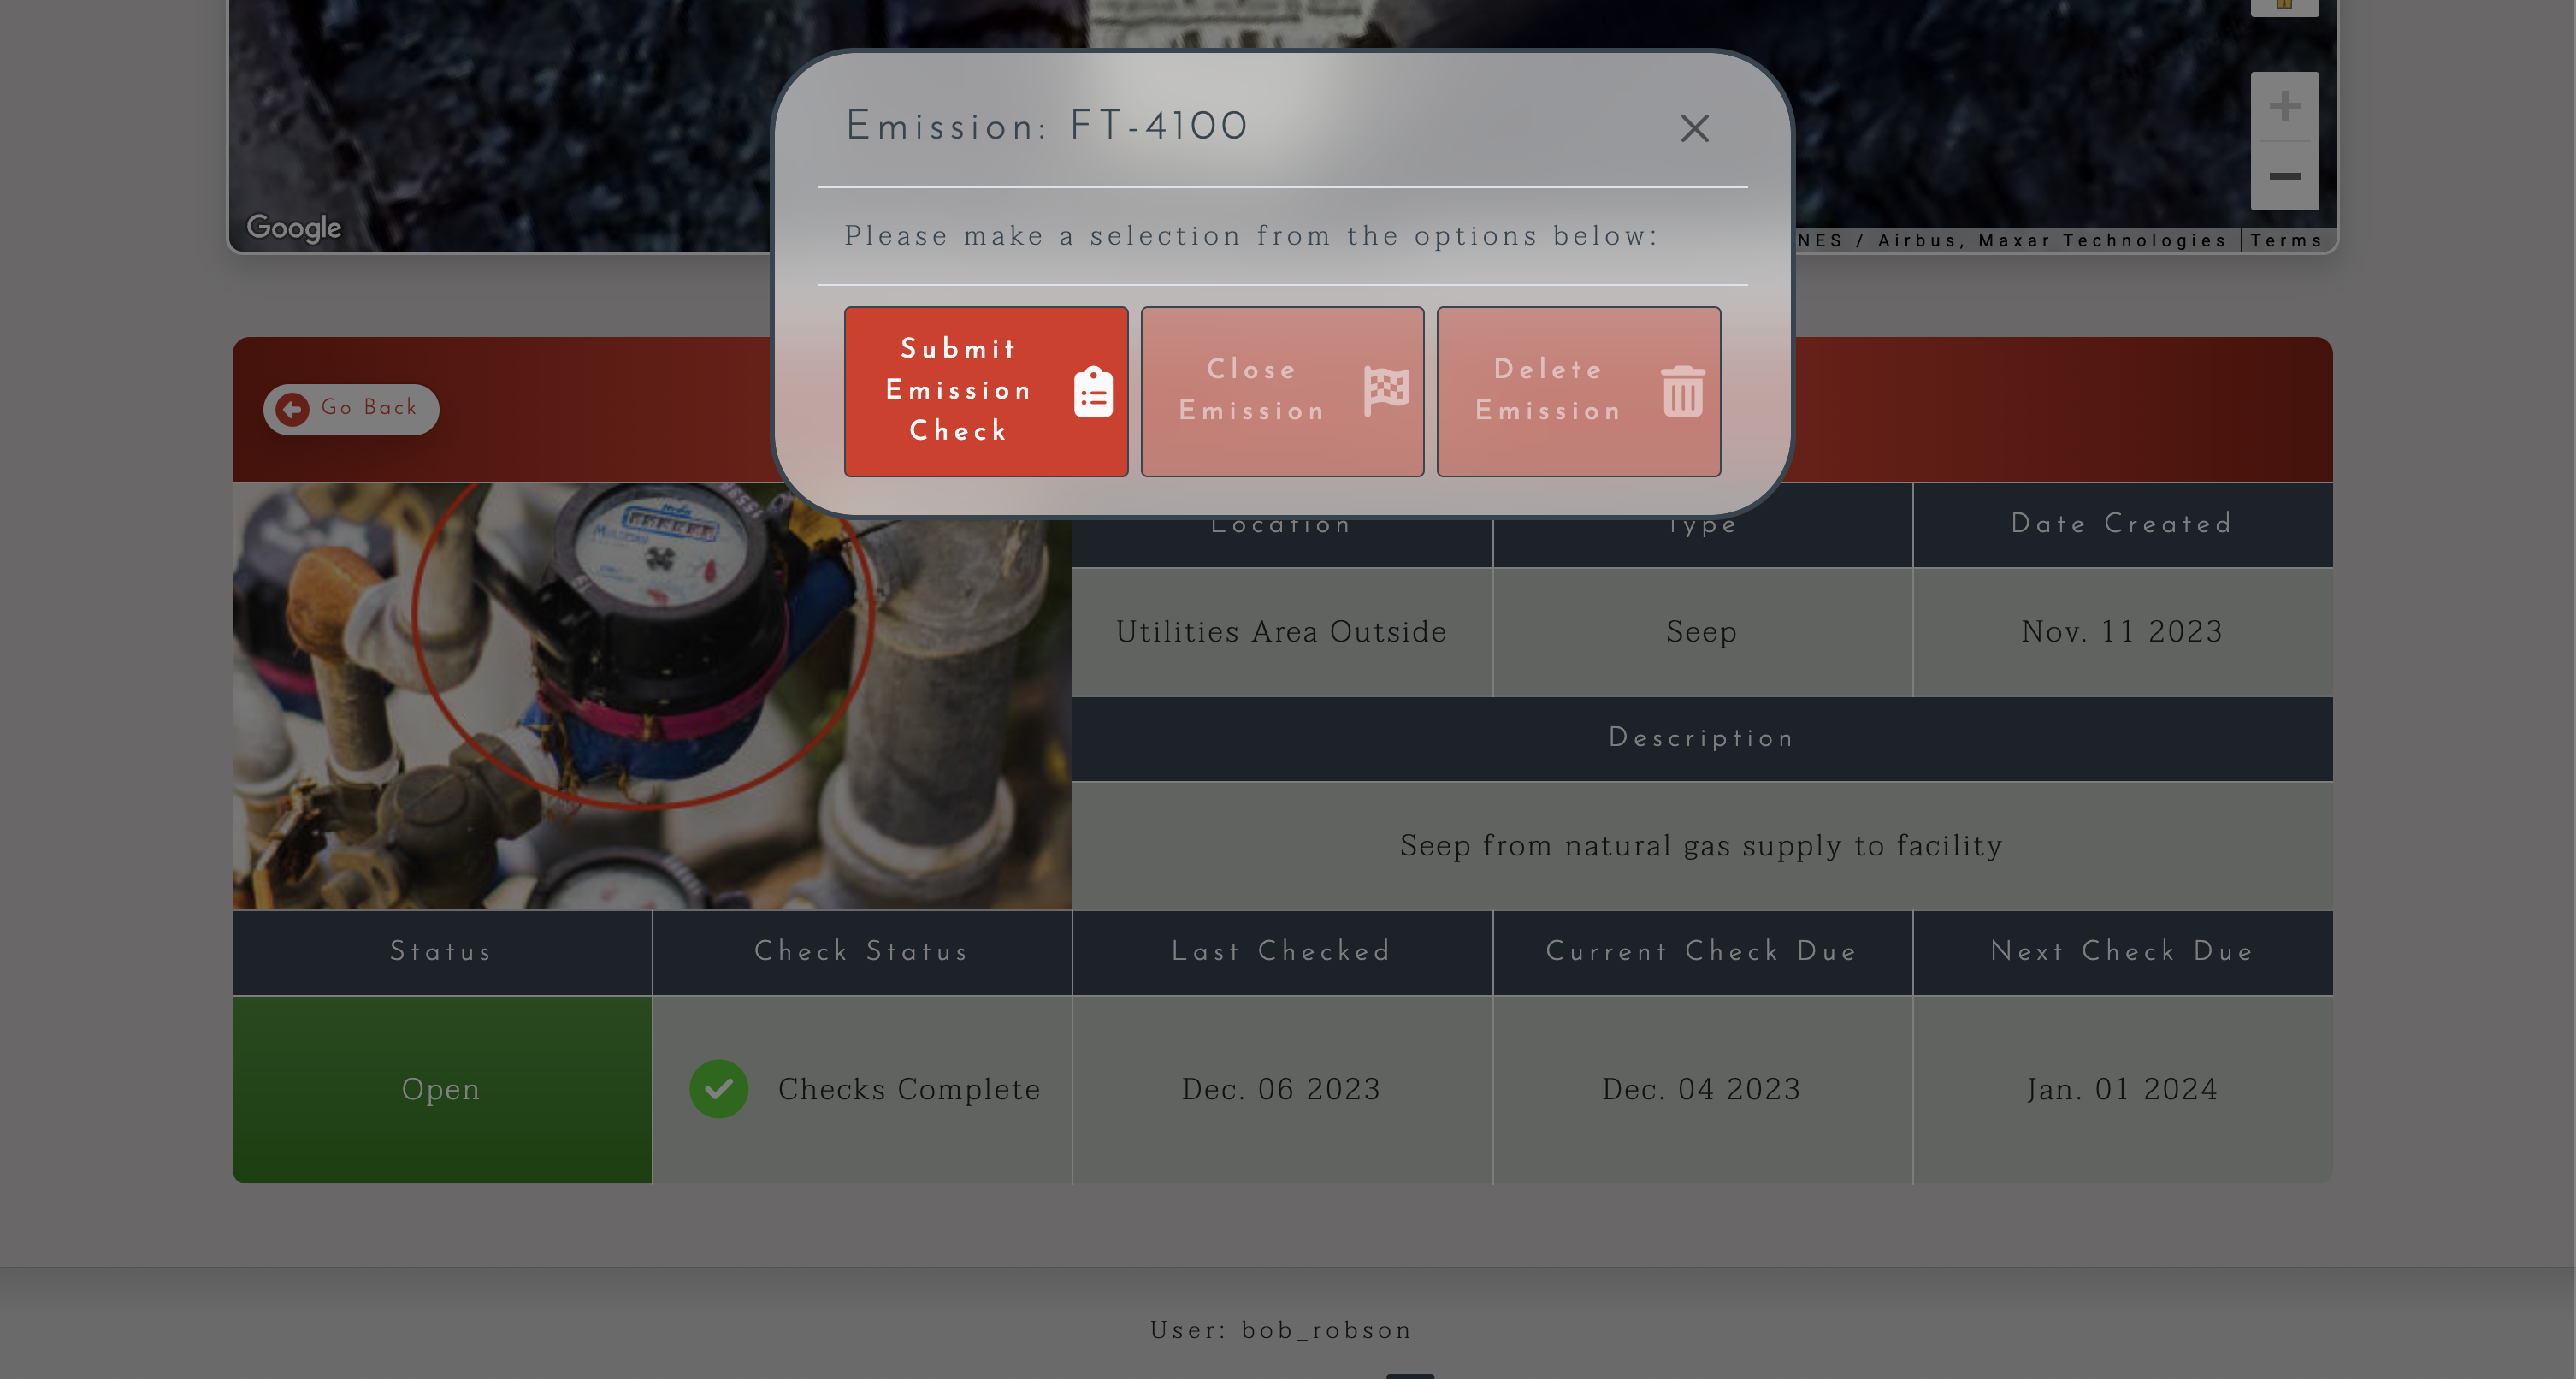 Emission: FT-4100
Please make a selection from the options below:
Google
NES / Airbus, Maxar Technologies
Terms
Submit
Emission
Check
Close
Emission
Delete
Emission
Go Back
Location
Type
Date Created
Utilities Area Outside
Seep
Nov. 11 2023
Description
Seep from natural gas supply to facility
Status
Check Status
Last Checked
Current Check Due
Next Check Due
Open
Checks Complete
Dec. 06 2023
Dec. 04 2023
Jan. 01 2024
User: bob_robson